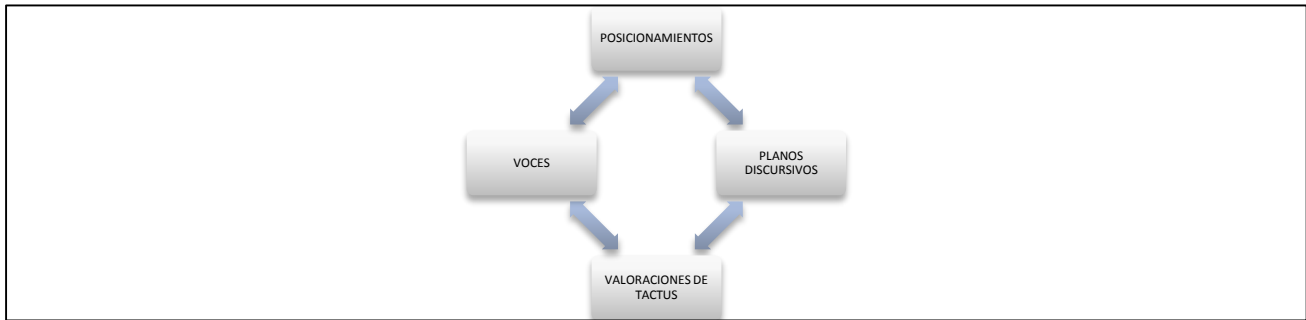 POSICIONAMIENTOS
VOCES
PLANOS
DISCURSIVOS
VALORACIONES DE
TACTUS